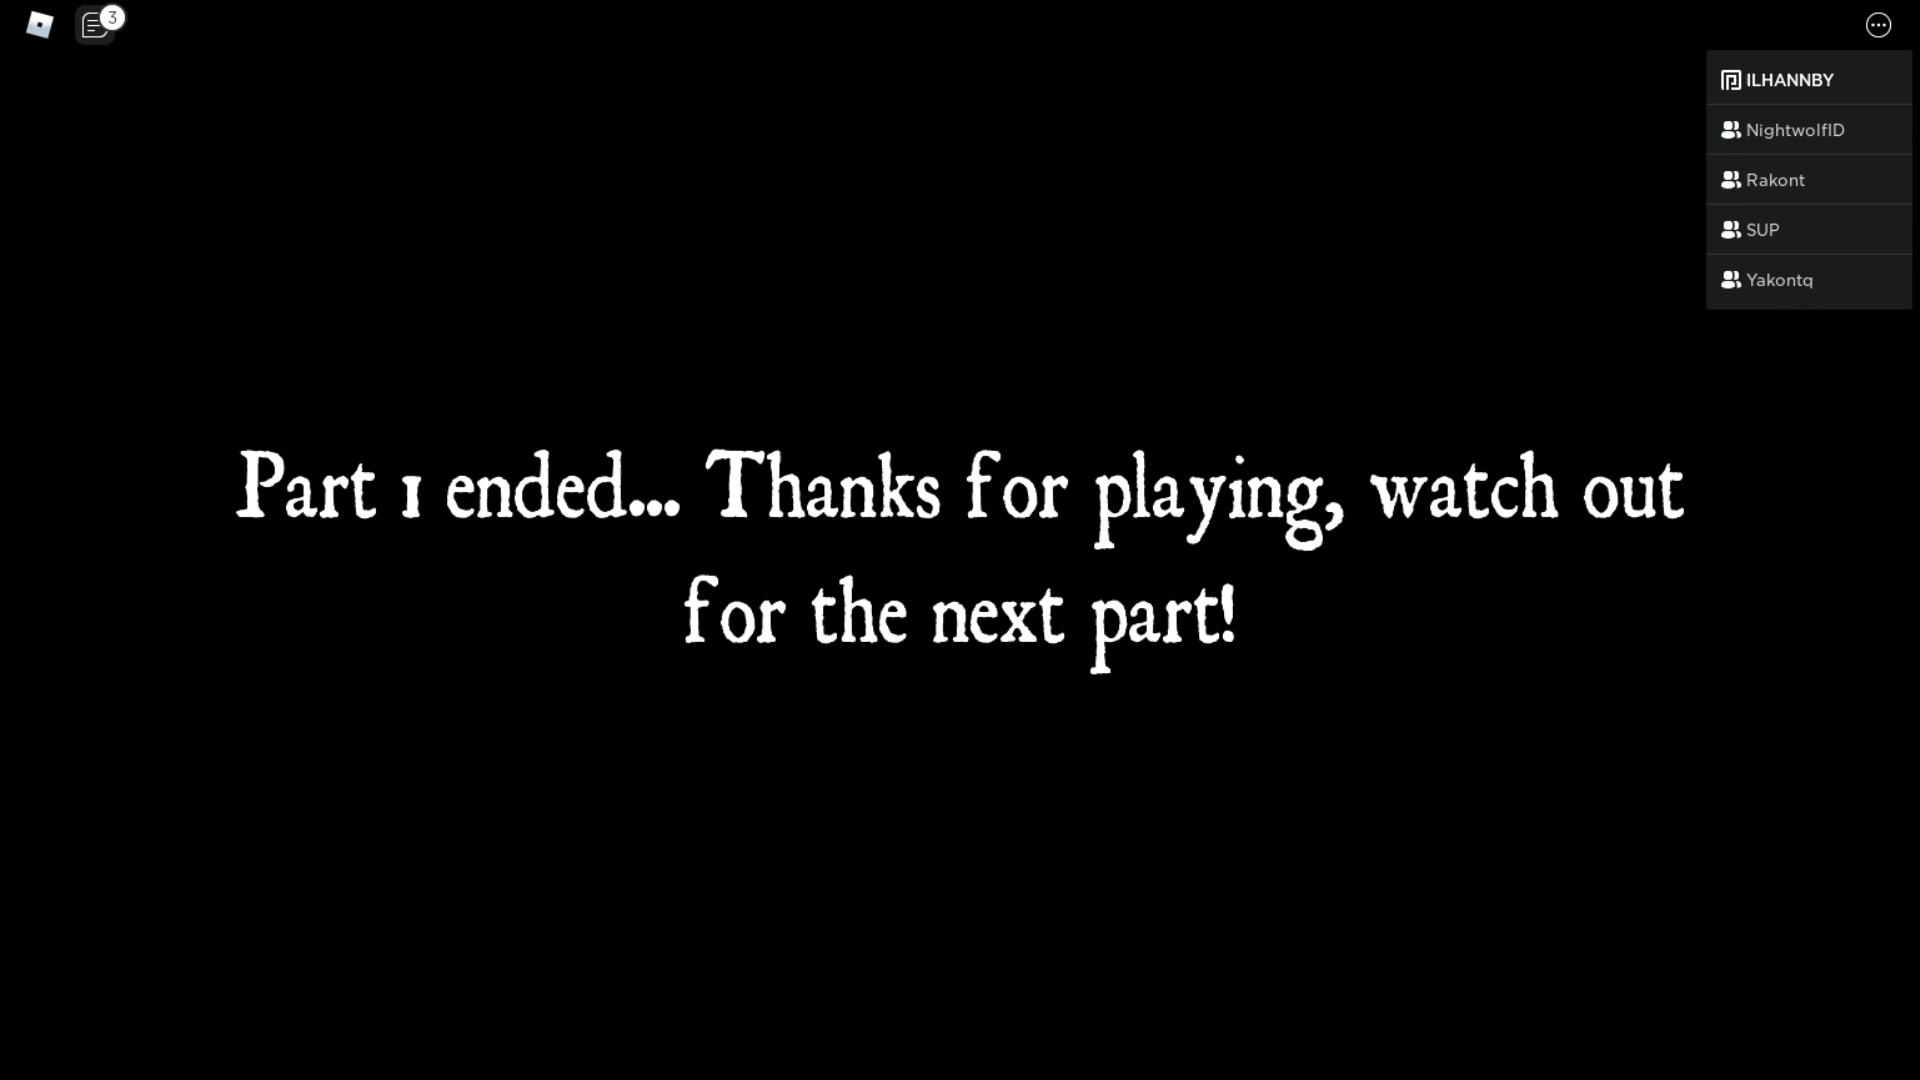 3
ILHANNBY
NightwolfID
Rakont
SUP
Yakontq
Part 1 ended... Thanks for playing, watch out
for the next part!